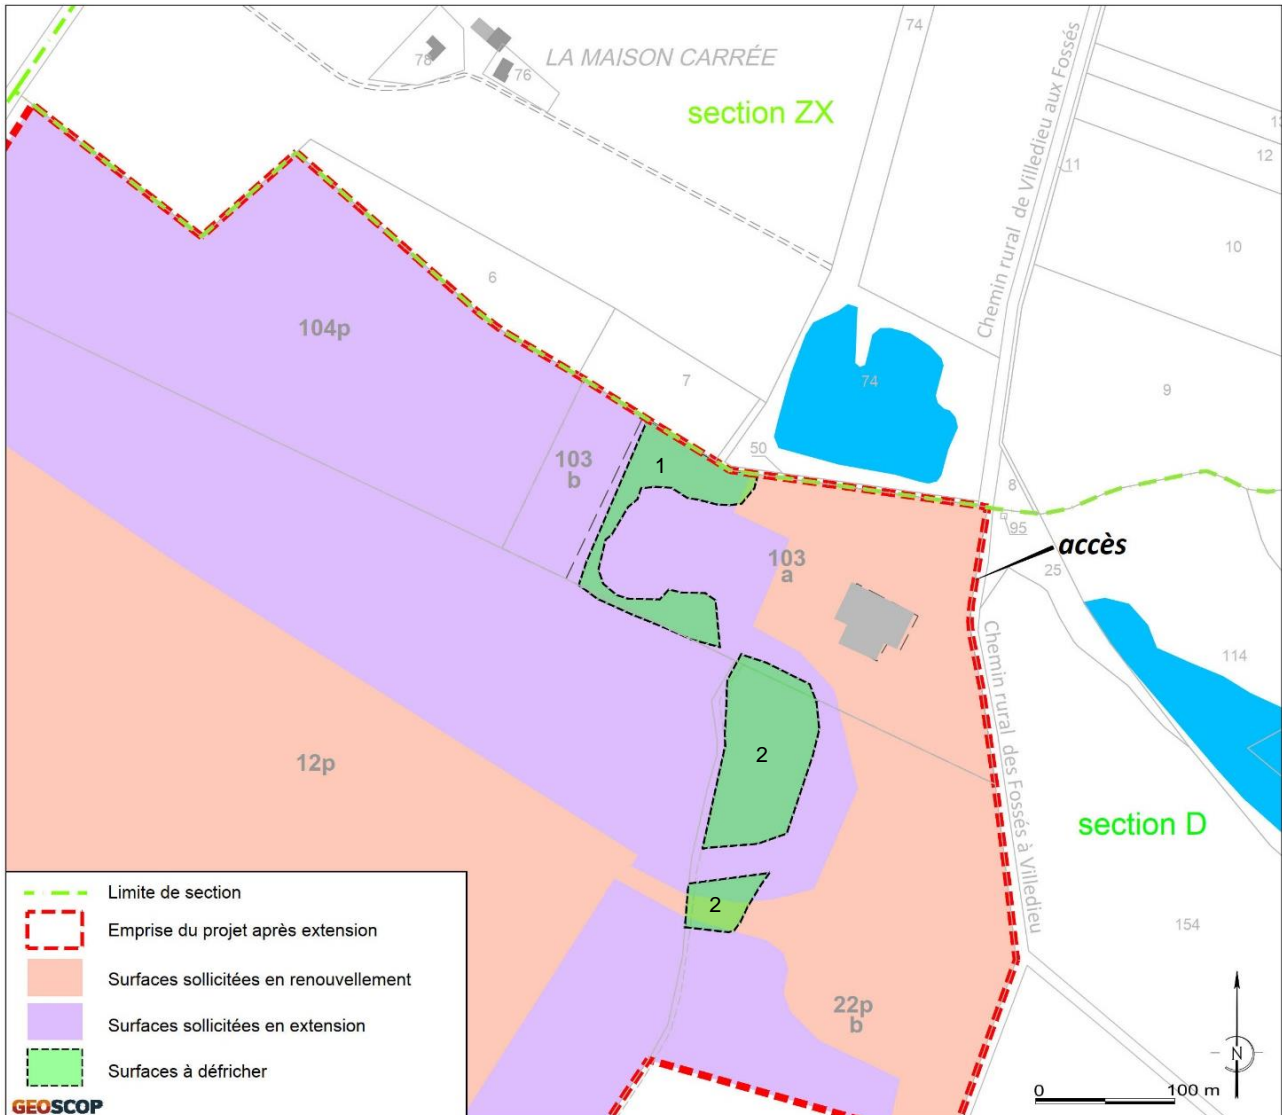 74
78
76
LA MAISON CARRÉE
section ZX
Chemin rural de Villedieu aux Fossés
11
13
12
10
6
104p
7
74
9
50
103
b
1
8
95
103
a
accès
25
114
Chemin rural des Fossés à Villedieu
12p
2
section D
2
154
22p
b
Limite de section
Emprise du projet après extension
Surfaces sollicitées en renouvellement
Surfaces sollicitées en extension
Surfaces à défricher
GEOSCOP
N
0
100 m